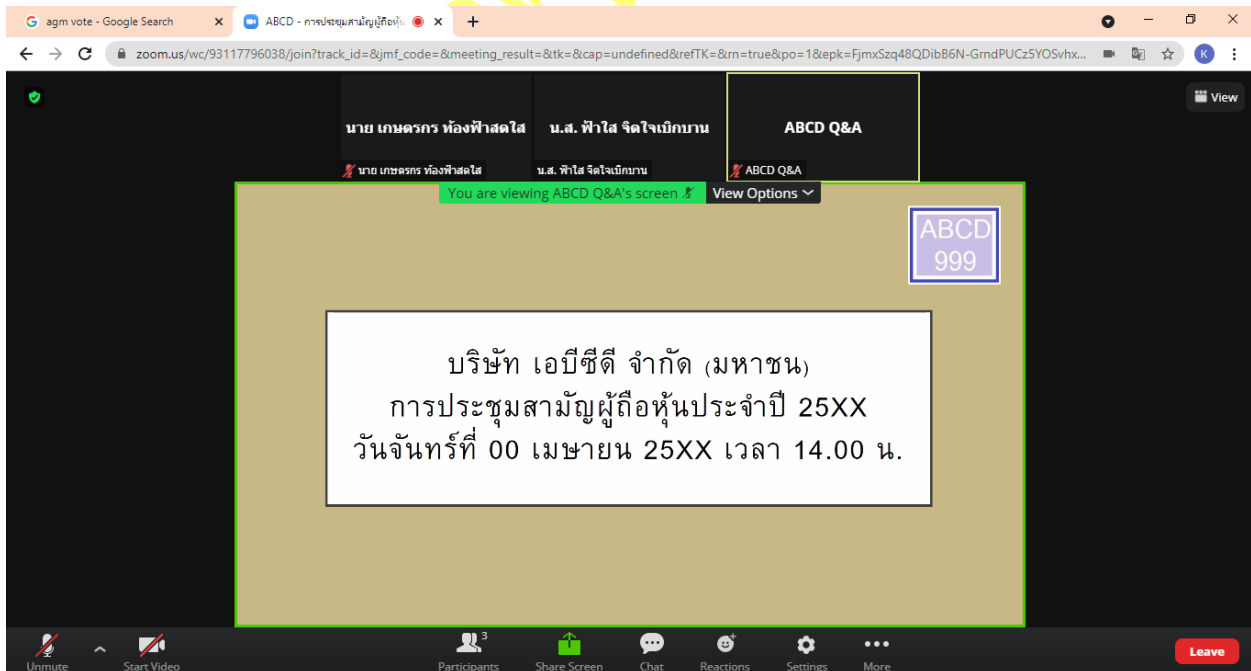 agm vote - Google Search
ABCD - การประชุมสามัญผู้ถือหุ้น
zoom.us/wc/93117796038/join?track_id=&jmf_code=&meeting_result=&tk=&cap=undefined&refTK=&rn=true&po=1&epk=FjmxSzq48QDibB6N-GrndPUCz5YOSvhx...
K
View
นาย เกษตรกร ท้องฟ้าสดใส
น.ส. ฟ้าใส จิตใจเบิกบาน
ABCD Q&A
นาย เกษตรกร ท้องฟ้าสดใส
น.ส. ฟ้าใส จิตใจเบิกบาน
ABCD Q&A
You are viewing ABCD Q&A's screen
View Options
ABCD
999
บริษัท เอบีซีดี จำกัด (มหาชน)
การประชุมสามัญผู้ถือหุ้นประจำปี 25XX
วันจันทร์ที่ 00 เมษายน 25XX เวลา 14.00 น.
3
Unmute
Start Video
Participants
Share Screen
Chat
Reactions
Settings
More
Leave